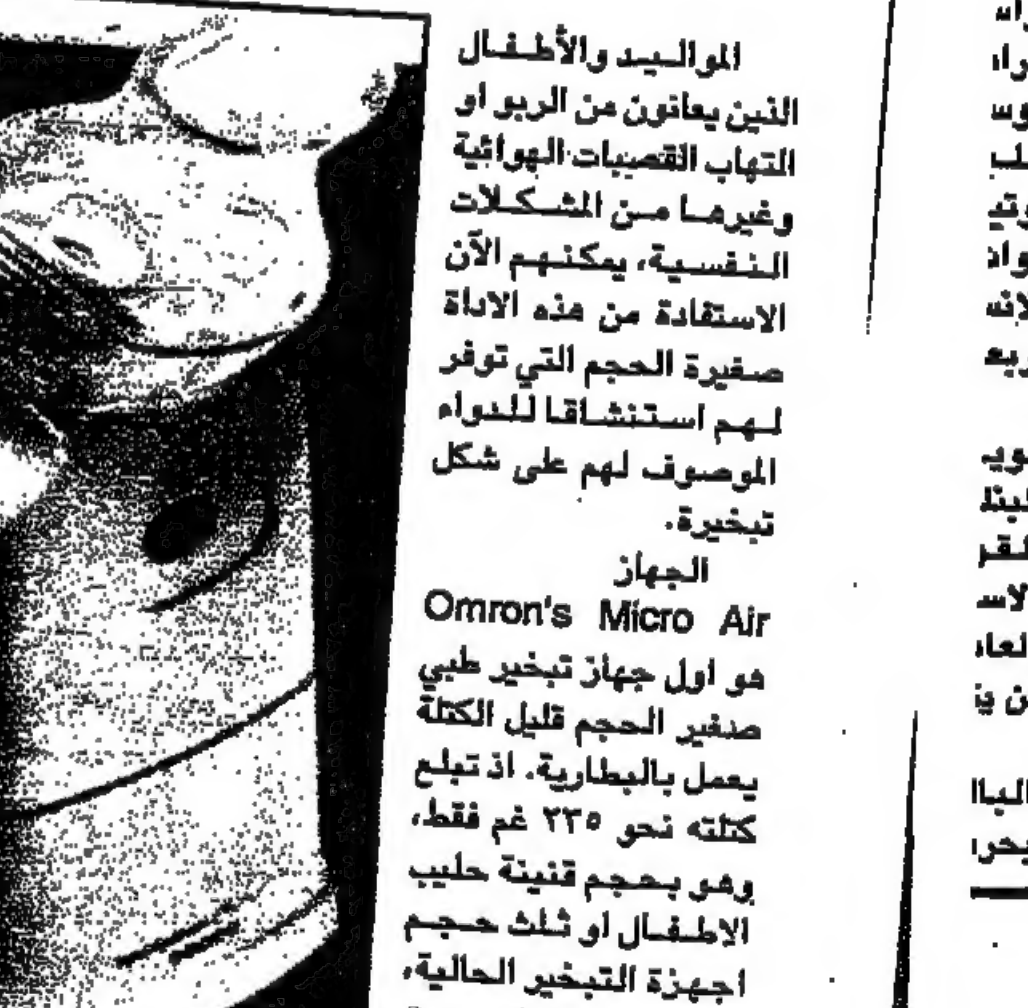 المواليد والأطفال
الذين يعانون من الربو او
التهاب القصيبات الهوائية
وغيرها من المشكلات
النفسية، يمكنهم الآن
الاستفادة من هذه الاداة
صغيرة الحجم التي توفر
لهم استنشاقا للدواء
الموصوف لهم على شكل
تبخيرة.
الجهاز
Omron's Micro Air
هو اول جهاز تبخير طبي
صغير الحجم قليل الكتلة
يعمل بالبطارية. اذ تبلغ
كتلته نحو ٢٣٥ غم فقط،
وهو بحجم قنينة حليب
الاطفال او ثلث حجم
اجهزة التبخير الحالية،